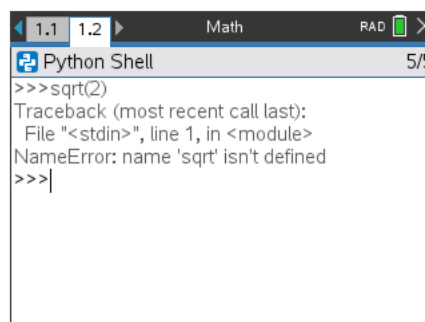 1.1 1.2 Math RAD
Python Shell 5/5
>>>sqrt(2)
Traceback (most recent call last):
File "<stdin>", line 1, in <module>
NameError: name 'sqrt' isn't defined
>>>